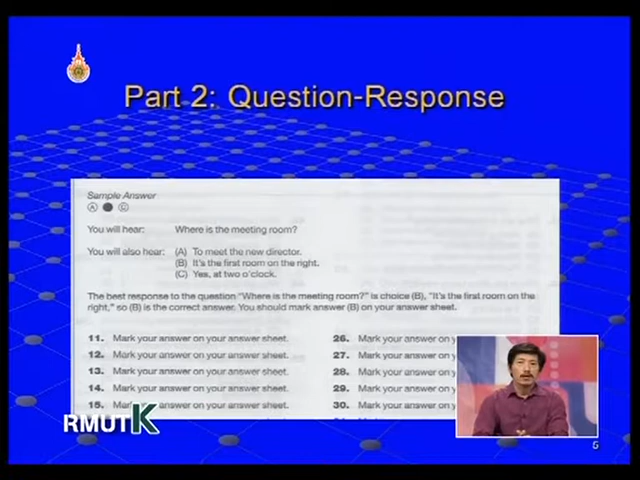 Part 2: Question-Response
Sample Answer
Ⓐ ● Ⓒ
You will hear: Where is the meeting room?
You will also hear: (A) To meet the new director.
(B) It's the first room on the right.
(C) Yes, at two o'clock.
The best response to the question "Where is the meeting room?" is choice (B), "It's the first room on the
right," so (B) is the correct answer. You should mark answer (B) on your answer sheet.
11. Mark your answer on your answer sheet.
12. Mark your answer on your answer sheet.
13. Mark your answer on your answer sheet.
14. Mark your answer on your answer sheet.
15. Mark your answer on your answer sheet.
26. Mark your answer on y
27. Mark your answer on y
28. Mark your answer on y
29. Mark your answer on y
30. Mark your answer on y
RMUTK
5